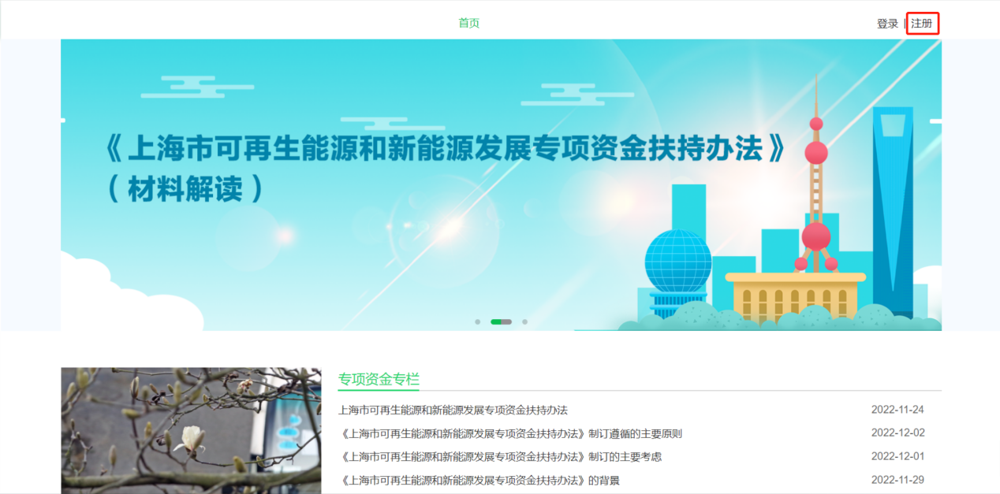 首页
登录 | 注册
《上海市可再生能源和新能源发展专项资金扶持办法》
（材料解读）
专项资金专栏
上海市可再生能源和新能源发展专项资金扶持办法 2022-11-24
《上海市可再生能源和新能源发展专项资金扶持办法》制订遵循的主要原则 2022-12-02
《上海市可再生能源和新能源发展专项资金扶持办法》制订的主要考虑 2022-12-01
《上海市可再生能源和新能源发展专项资金扶持办法》的背景 2022-11-29